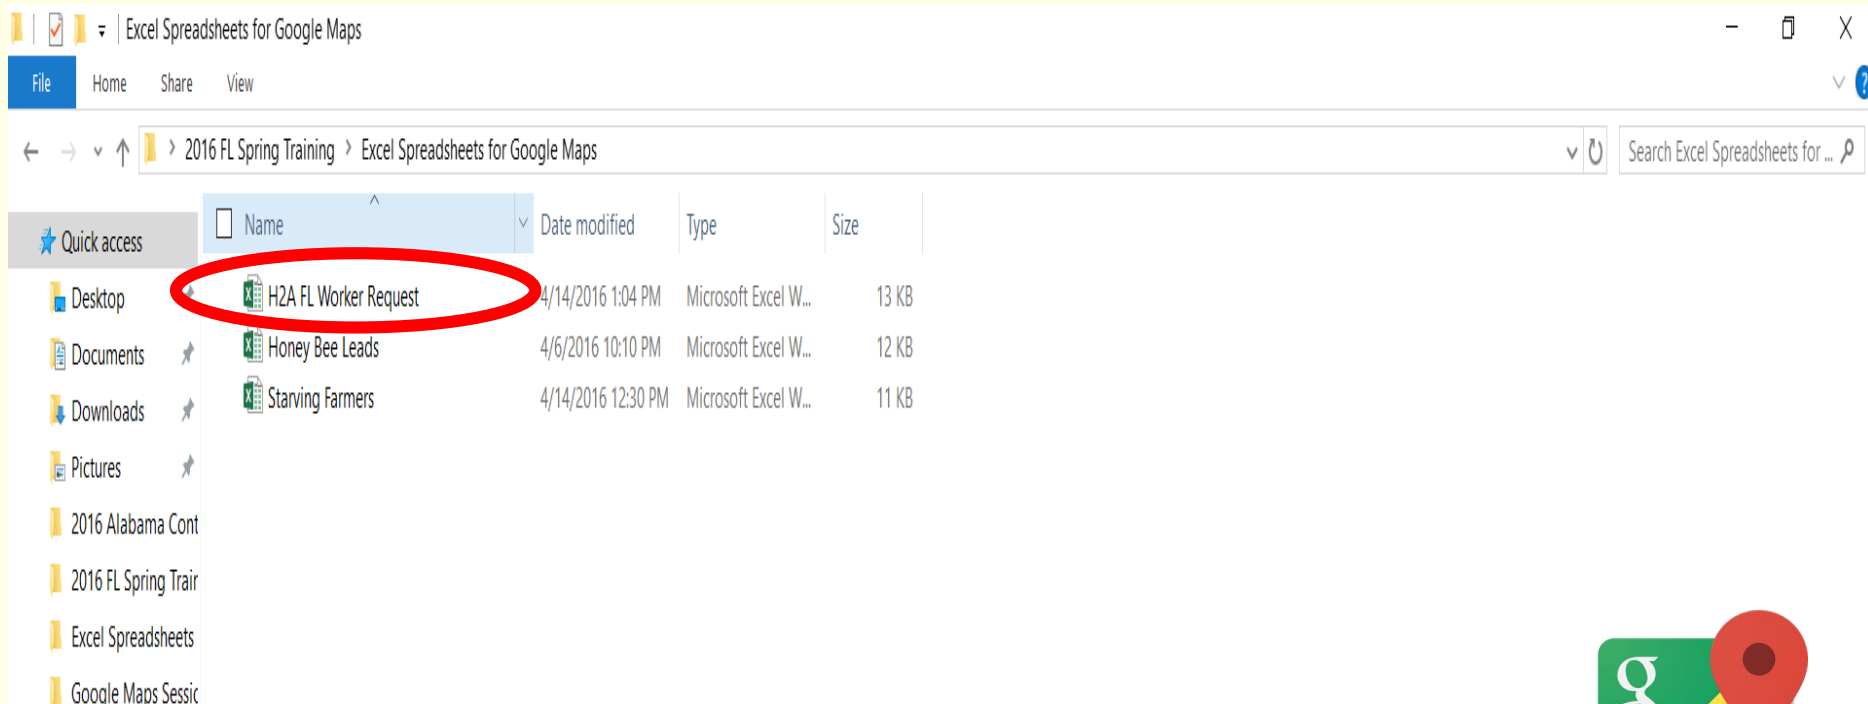 Excel Spreadsheets for Google Maps
File Home Share View
?
2016 FL Spring Training > Excel Spreadsheets for Google Maps
Search Excel Spreadsheets for ...
Name Date modified Type Size
Quick access
H2A FL Worker Request 4/14/2016 1:04 PM Microsoft Excel W... 13 KB
Honey Bee Leads 4/6/2016 10:10 PM Microsoft Excel W... 12 KB
Starving Farmers 4/14/2016 12:30 PM Microsoft Excel W... 11 KB
Desktop
Documents
Downloads
Pictures
2016 Alabama Cont
2016 FL Spring Train
Excel Spreadsheets
Google Maps Sessic
g